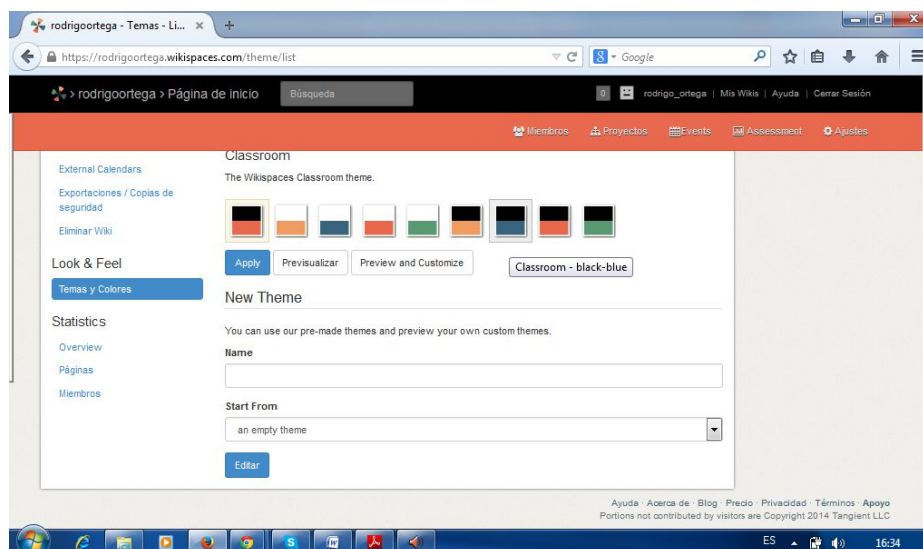 rodrigoortega - Temas - Li...
https://rodrigoortega.wikispaces.com/theme/list
Google
› rodrigoortega › Página de inicio
Búsqueda
0
rodrigo_ortega | Mis Wikis | Ayuda | Cerrar Sesión
Miembros Proyectos Events Assessment Ajustes
External Calendars
Exportaciones / Copias de
seguridad
Eliminar Wiki
Look & Feel
Temas y Colores
Statistics
Overview
Páginas
Miembros
Classroom
The Wikispaces Classroom theme.
Apply Previsualizar Preview and Customize
Classroom - black-blue
New Theme
You can use our pre-made themes and preview your own custom themes.
Name
Start From
an empty theme
Editar
Ayuda · Acerca de · Blog · Precio · Privacidad · Términos · Apoyo
Portions not contributed by visitors are Copyright 2014 Tangient LLC
ES 16:34